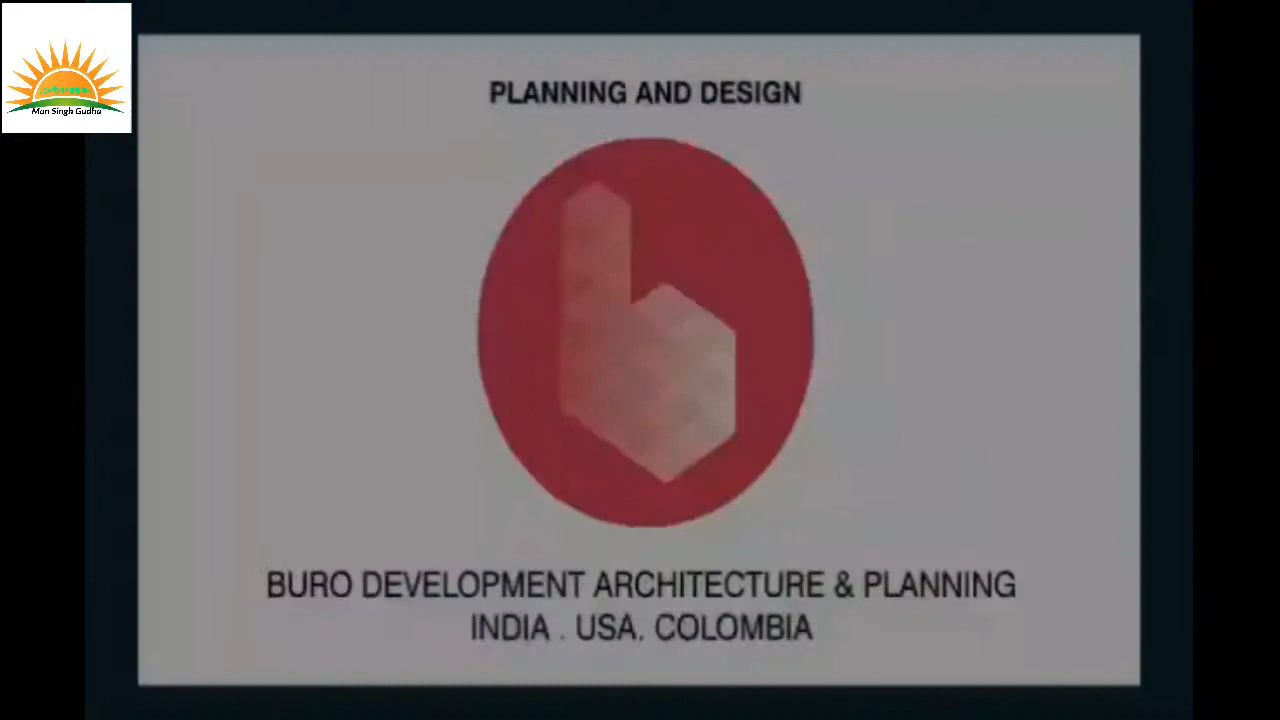 Man Singh Gudha
PLANNING AND DESIGN
BURO DEVELOPMENT ARCHITECTURE & PLANNING
INDIA . USA. COLOMBIA